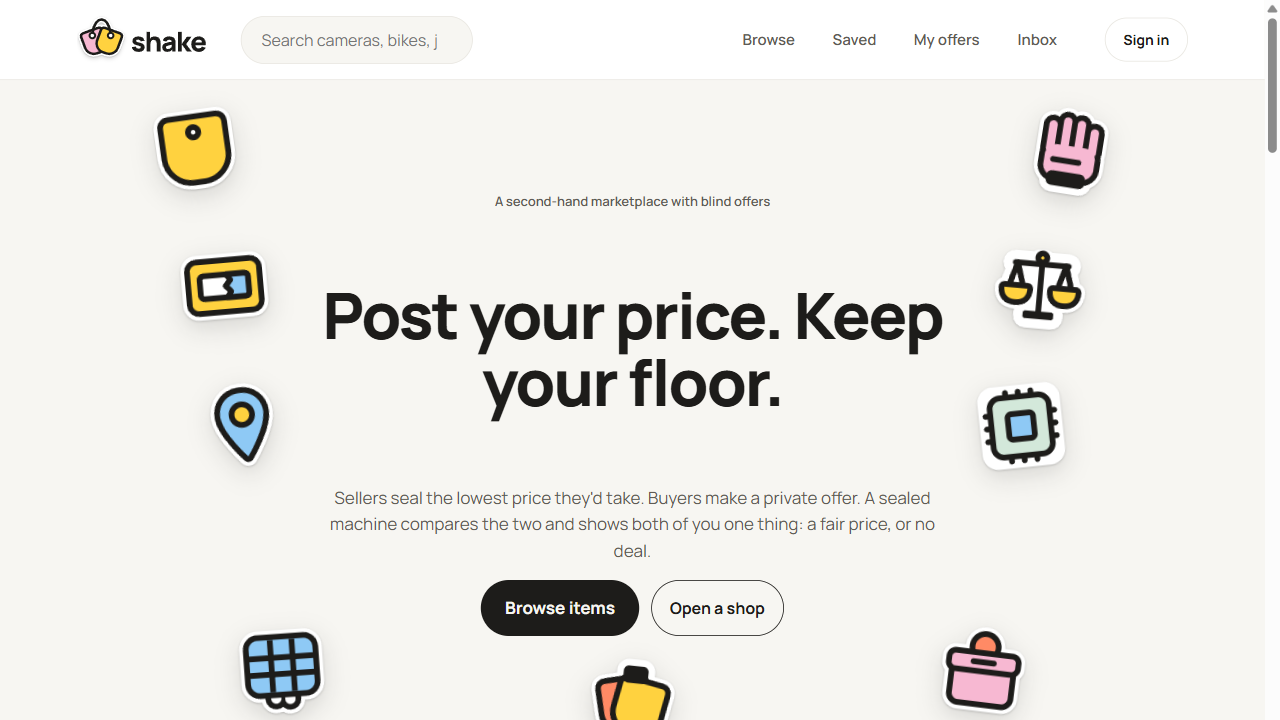 shake
Search cameras, bikes, j
Browse
Saved
My offers
Inbox
Sign in
A second-hand marketplace with blind offers
Post your price. Keep
your floor.
Sellers seal the lowest price they'd take. Buyers make a private offer. A sealed
machine compares the two and shows both of you one thing: a fair price, or no
deal.
Browse items
Open a shop